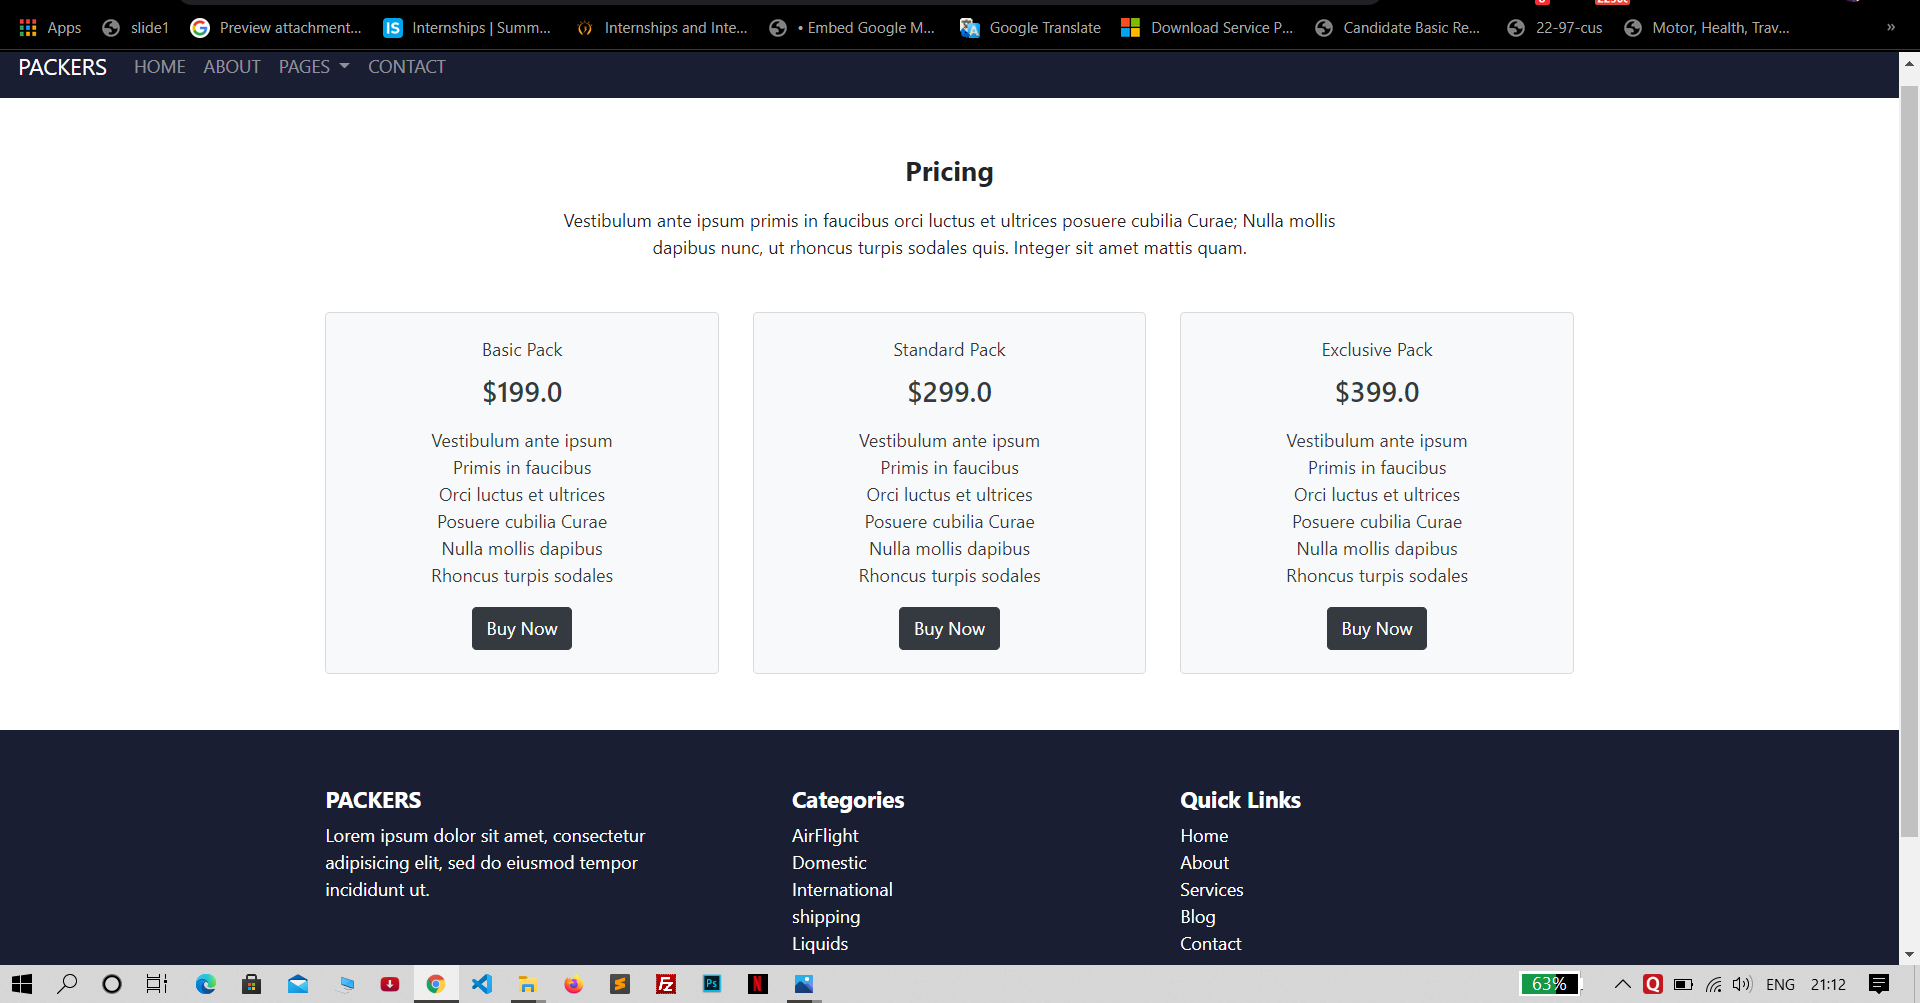 Apps slide1 Preview attachment... IS Internships | Summ... Internships and Inte... • Embed Google M... Google Translate Download Service P... Candidate Basic Re... 22-97-cus Motor, Health, Trav... »
PACKERS HOME ABOUT PAGES CONTACT
Pricing
Vestibulum ante ipsum primis in faucibus orci luctus et ultrices posuere cubilia Curae; Nulla mollis
dapibus nunc, ut rhoncus turpis sodales quis. Integer sit amet mattis quam.
Basic Pack
$199.0
Vestibulum ante ipsum
Primis in faucibus
Orci luctus et ultrices
Posuere cubilia Curae
Nulla mollis dapibus
Rhoncus turpis sodales
Buy Now
Standard Pack
$299.0
Vestibulum ante ipsum
Primis in faucibus
Orci luctus et ultrices
Posuere cubilia Curae
Nulla mollis dapibus
Rhoncus turpis sodales
Buy Now
Exclusive Pack
$399.0
Vestibulum ante ipsum
Primis in faucibus
Orci luctus et ultrices
Posuere cubilia Curae
Nulla mollis dapibus
Rhoncus turpis sodales
Buy Now
PACKERS
Lorem ipsum dolor sit amet, consectetur
adipisicing elit, sed do eiusmod tempor
incididunt ut.
Categories
AirFlight
Domestic
International
shipping
Liquids
Quick Links
Home
About
Services
Blog
Contact
Fz Ps N 63% Q ENG 21:12